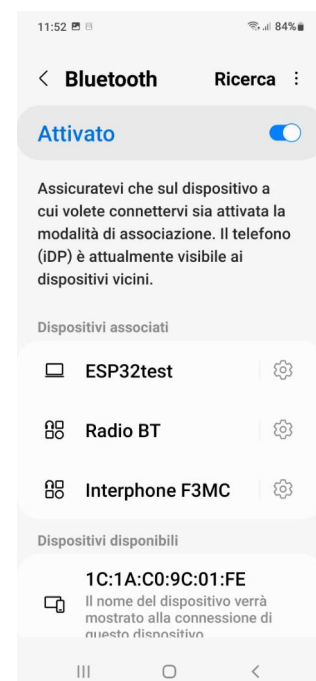 11:52 84%
Bluetooth Ricerca
Attivato
Assicuratevi che sul dispositivo a
cui volete connettervi sia attivata la
modalità di associazione. Il telefono
(iDP) è attualmente visibile ai
dispositivi vicini.
Dispositivi associati
ESP32test
Radio BT
Interphone F3MC
Dispositivi disponibili
1C:1A:C0:9C:01:FE
Il nome del dispositivo verrà
mostrato alla connessione di
questo dispositivo